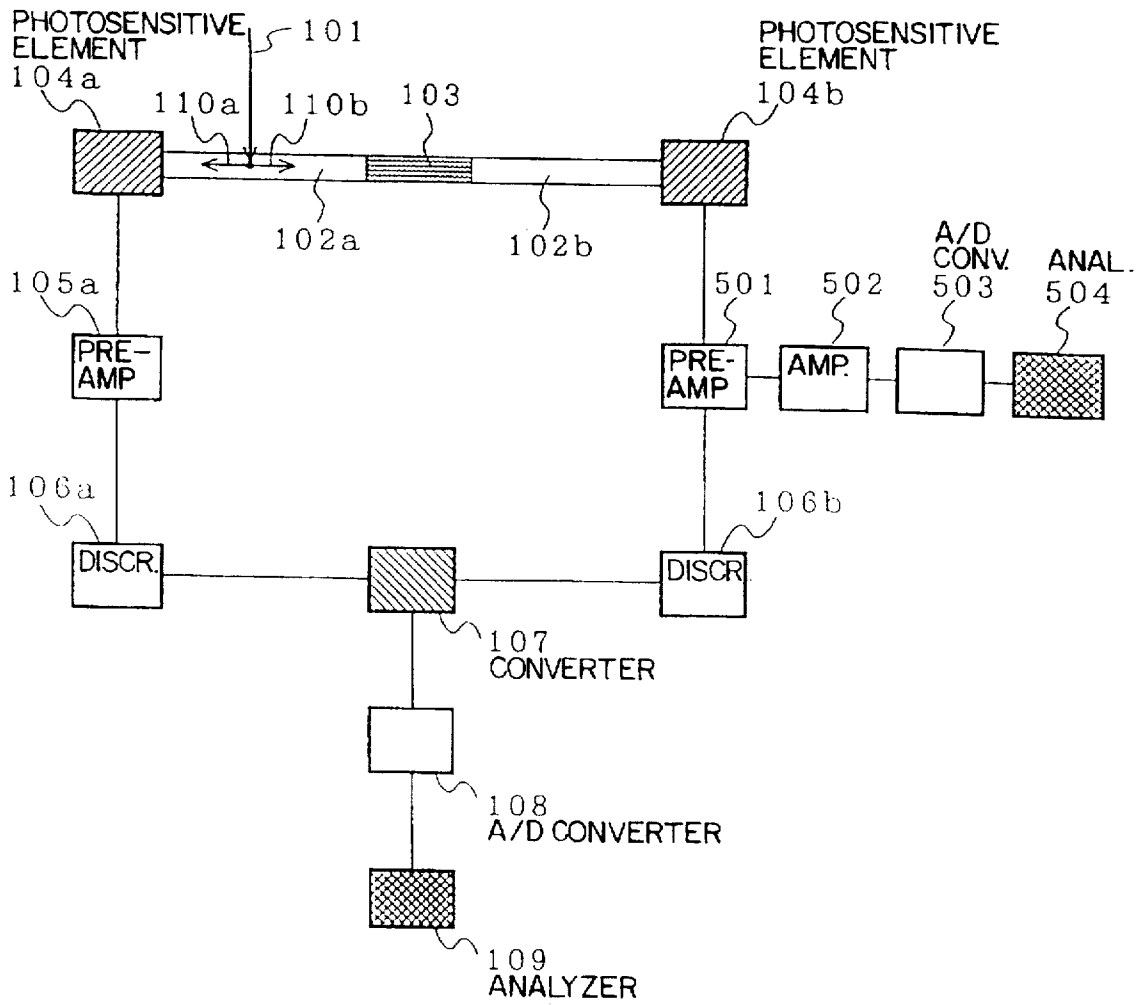 PHOTOSENSITIVE
ELEMENT
104a
101
110a
110b
103
PHOTOSENSITIVE
ELEMENT
104b
102a
102b
105a
PRE-
AMP
501
PRE-
AMP
502
AMP.
A/D
CONV.
503
ANAL.
504
106a
DISCR.
106b
DISCR
107
CONVERTER
108
A/D CONVERTER
109
ANALYZER